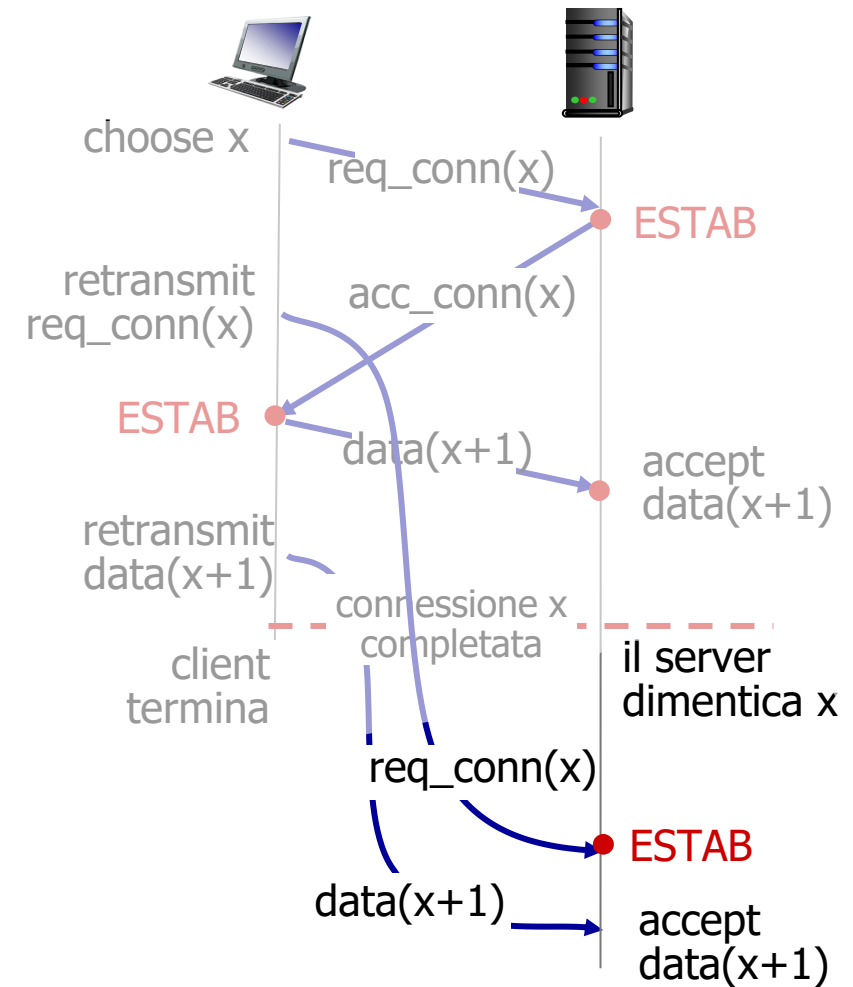 choose x
req_conn(x)
ESTAB
retransmit
req_conn(x)
acc_conn(x)
ESTAB
data(x+1)
accept
data(x+1)
retransmit
data(x+1)
connessione x
completata
client
termina
il server
dimentica x
req_conn(x)
ESTAB
data(x+1)
accept
data(x+1)